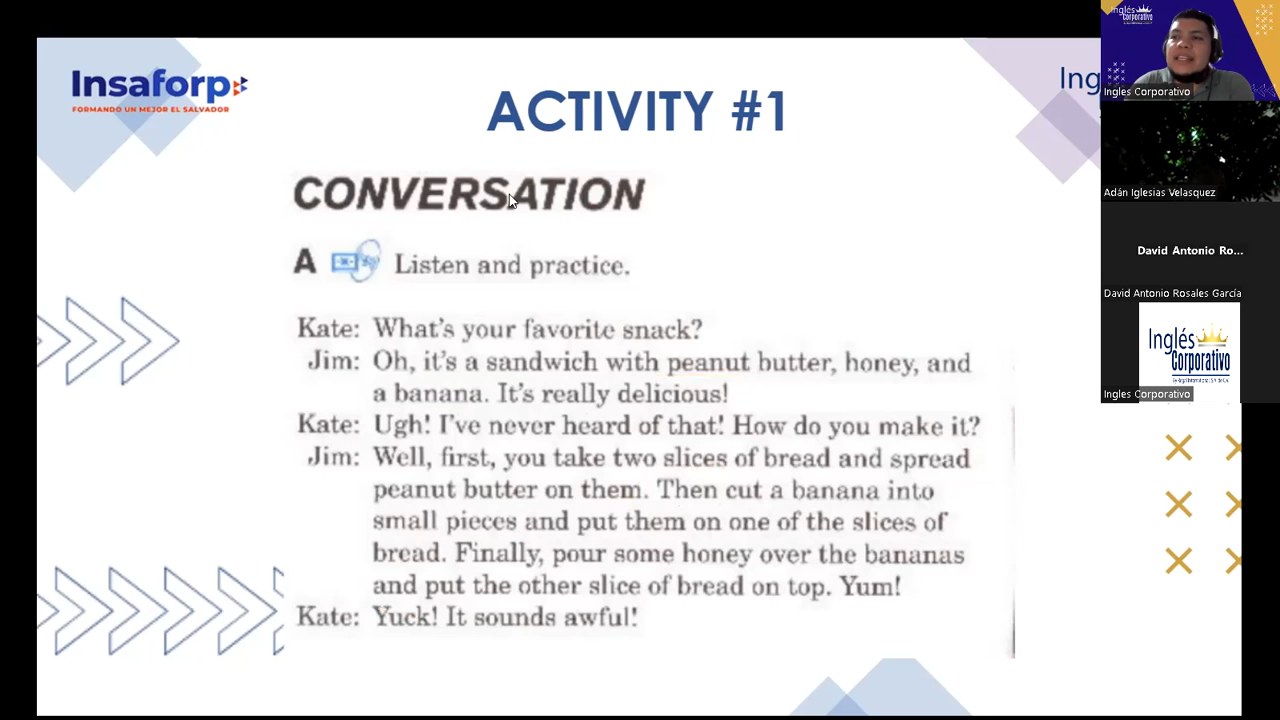 Insaforp
FORMANDO UN MEJOR EL SALVADOR
ACTIVITY #1
Ing
CONVERSATION
A Listen and practice.
Kate: What's your favorite snack?
Jim: Oh, it's a sandwich with peanut butter, honey, and
a banana. It's really delicious!
Kate: Ugh! I've never heard of that! How do you make it?
Jim: Well, first, you take two slices of bread and spread
peanut butter on them. Then cut a banana into
small pieces and put them on one of the slices of
bread. Finally, pour some honey over the bananas
and put the other slice of bread on top. Yum!
Kate: Yuck! It sounds awful!
Inglés
Corporativo
Ingles Corporativo
Adán Iglesias Velasquez
David Antonio Ro...
David Antonio Rosales García
Inglés
Corporativo
Ingles Corporativo